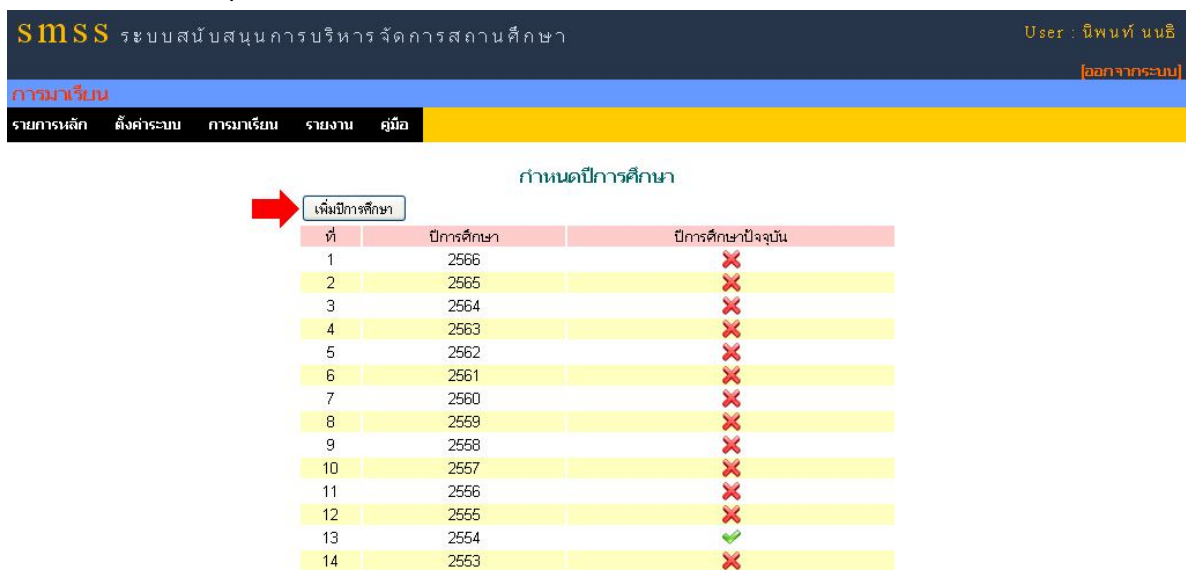 smss ระบบสนับสนุนการบริหารจัดการสถานศึกษา User : นิพนท์ นนธิ
[ออกจากระบบ]
การมาเรียน
รายการหลัก ตั้งค่าระบบ การมาเรียน รายงาน คู่มือ
กำหนดปีการศึกษา
เพิ่มปีการศึกษา
ที่ ปีการศึกษา ปีการศึกษาปัจจุบัน
1 2566
2 2565
3 2564
4 2563
5 2562
6 2561
7 2560
8 2559
9 2558
10 2557
11 2556
12 2555
13 2554
14 2553